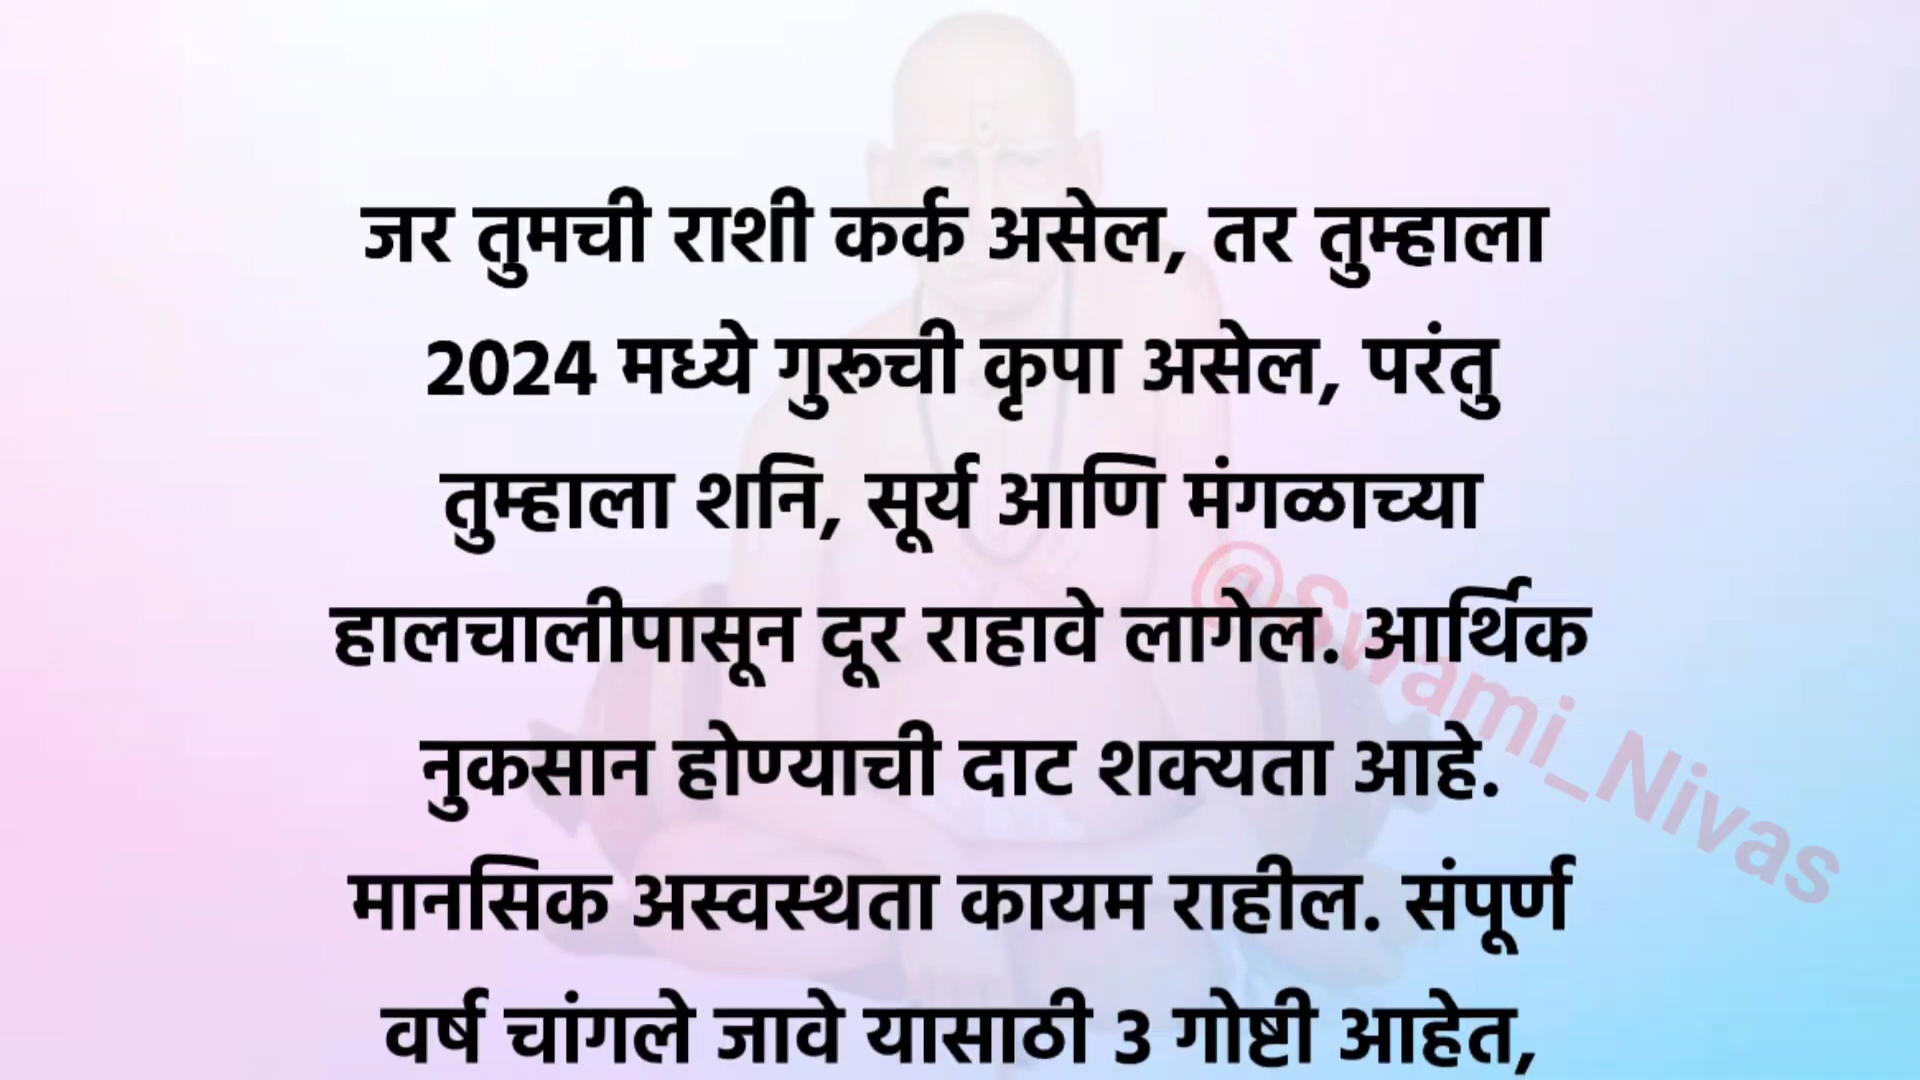 जर तुमची राशी कर्क असेल, तर तुम्हाला
2024 मध्ये गुरूची कृपा असेल, परंतु
तुम्हाला शनि, सूर्य आणि मंगळाच्या
हालचालीपासून दूर राहावे लागेल. आर्थिक
नुकसान होण्याची दाट शक्यता आहे.
मानसिक अस्वस्थता कायम राहील. संपूर्ण
वर्ष चांगले जावे यासाठी 3 गोष्टी आहेत,
@Swami_Nivas